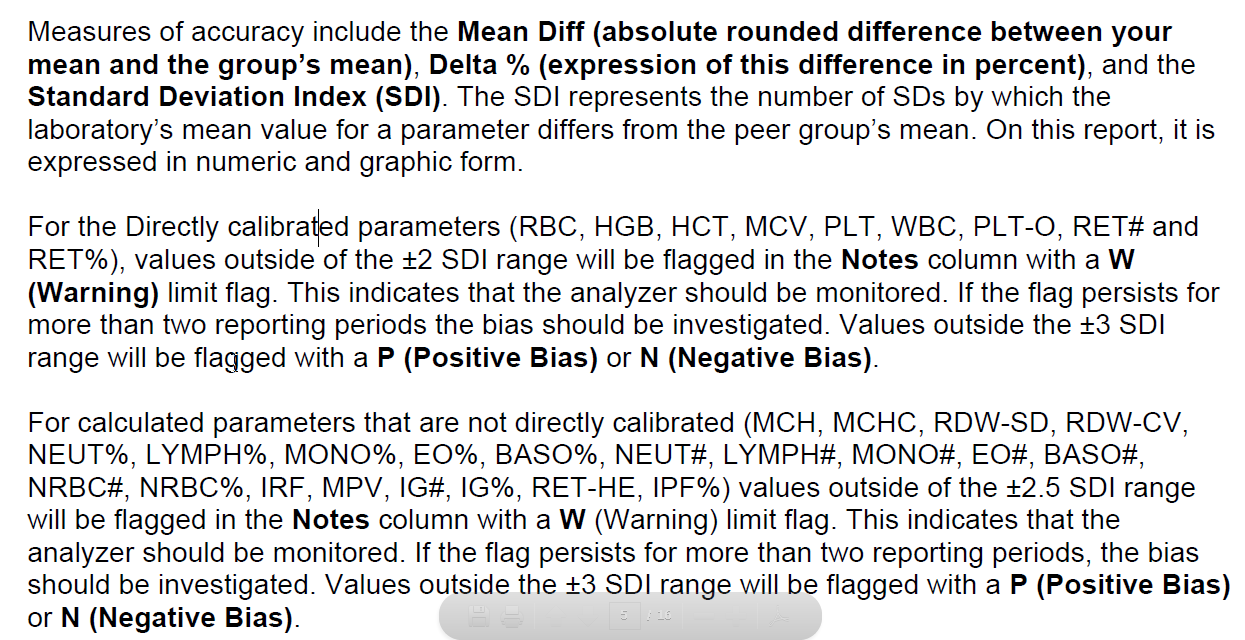 Measures of accuracy include the Mean Diff (absolute rounded difference between your
mean and the group's mean), Delta % (expression of this difference in percent), and the
Standard Deviation Index (SDI). The SDI represents the number of SDs by which the
laboratory's mean value for a parameter differs from the peer group's mean. On this report, it is
expressed in numeric and graphic form.
For the Directly calibrated parameters (RBC, HGB, HCT, MCV, PLT, WBC, PLT-O, RET# and
RET%), values outside of the ±2 SDI range will be flagged in the Notes column with a W
(Warning) limit flag. This indicates that the analyzer should be monitored. If the flag persists for
more than two reporting periods the bias should be investigated. Values outside the ±3 SDI
range will be flagged with a P (Positive Bias) or N (Negative Bias).
For calculated parameters that are not directly calibrated (MCH, MCHC, RDW-SD, RDW-CV,
NEUT%, LYMPH%, MONO%, EO%, BASO%, NEUT#, LYMPH#, MONO#, EO#, BASO#,
NRBC#, NRBC%, IRF, MPV, IG#, IG%, RET-HE, IPF%) values outside of the ±2.5 SDI range
will be flagged in the Notes column with a W (Warning) limit flag. This indicates that the
analyzer should be monitored. If the flag persists for more than two reporting periods, the bias
should be investigated. Values outside the ±3 SDI range will be flagged with a P (Positive Bias)
or N (Negative Bias).
5 / 16